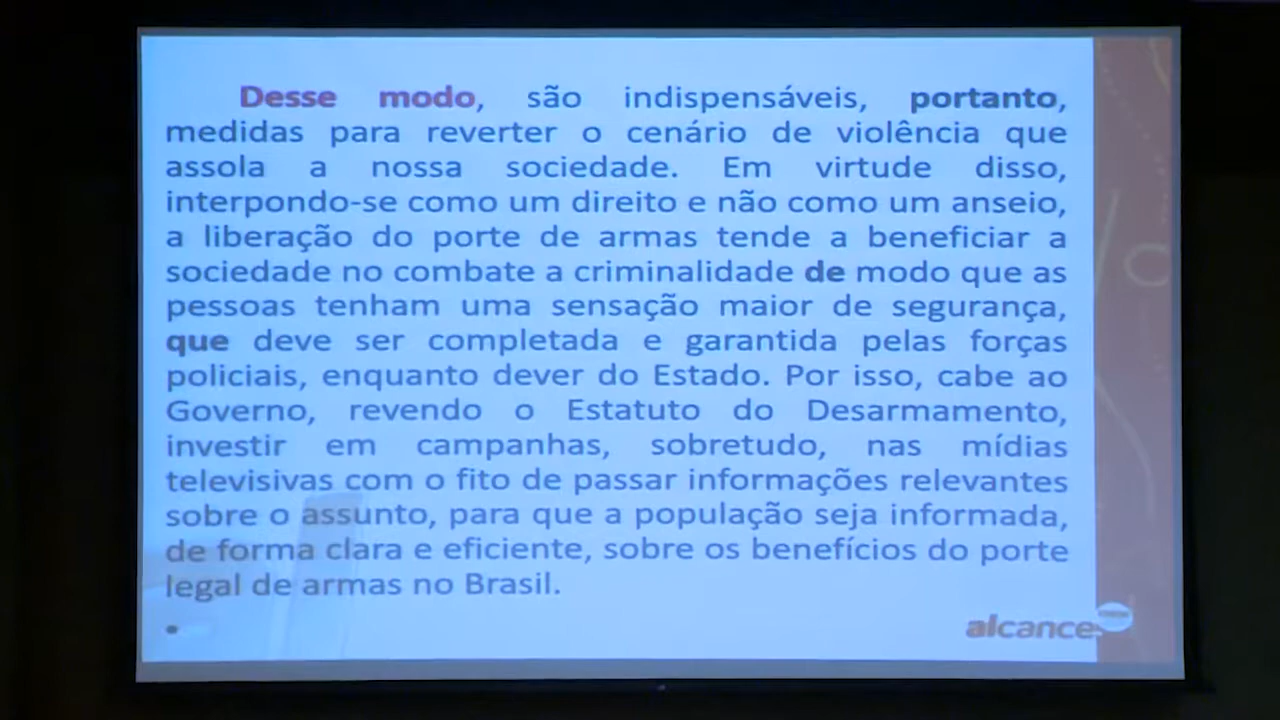 Desse modo, são indispensáveis, portanto,
medidas para reverter o cenário de violência que
assola a nossa sociedade. Em virtude disso,
interpondo-se como um direito e não como um anseio,
a liberação do porte de armas tende a beneficiar a
sociedade no combate a criminalidade de modo que as
pessoas tenham uma sensação maior de segurança,
que deve ser completada e garantida pelas forças
policiais, enquanto dever do Estado. Por isso, cabe ao
Governo, revendo o Estatuto do Desarmamento,
investir em campanhas, sobretudo, nas mídias
televisivas com o fito de passar informações relevantes
sobre o assunto, para que a população seja informada,
de forma clara e eficiente, sobre os benefícios do porte
legal de armas no Brasil.
•
alcance